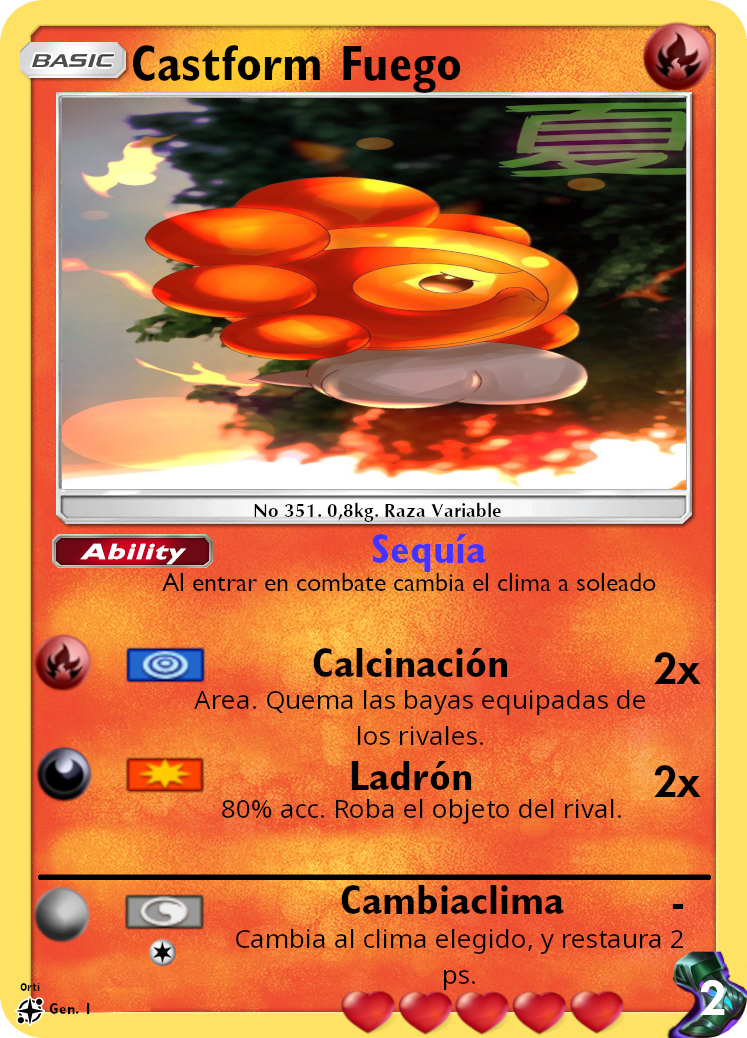 BASIC Castform Fuego
夏
No 351. 0,8kg. Raza Variable
Ability Sequía
Al entrar en combate cambia el clima a soleado
Calcinación 2x
Area. Quema las bayas equipadas de
los rivales.
Ladrón 2x
80% acc. Roba el objeto del rival.
Cambiaclima -
Cambia al clima elegido, y restaura 2
ps.
Orti
Gen. I
2